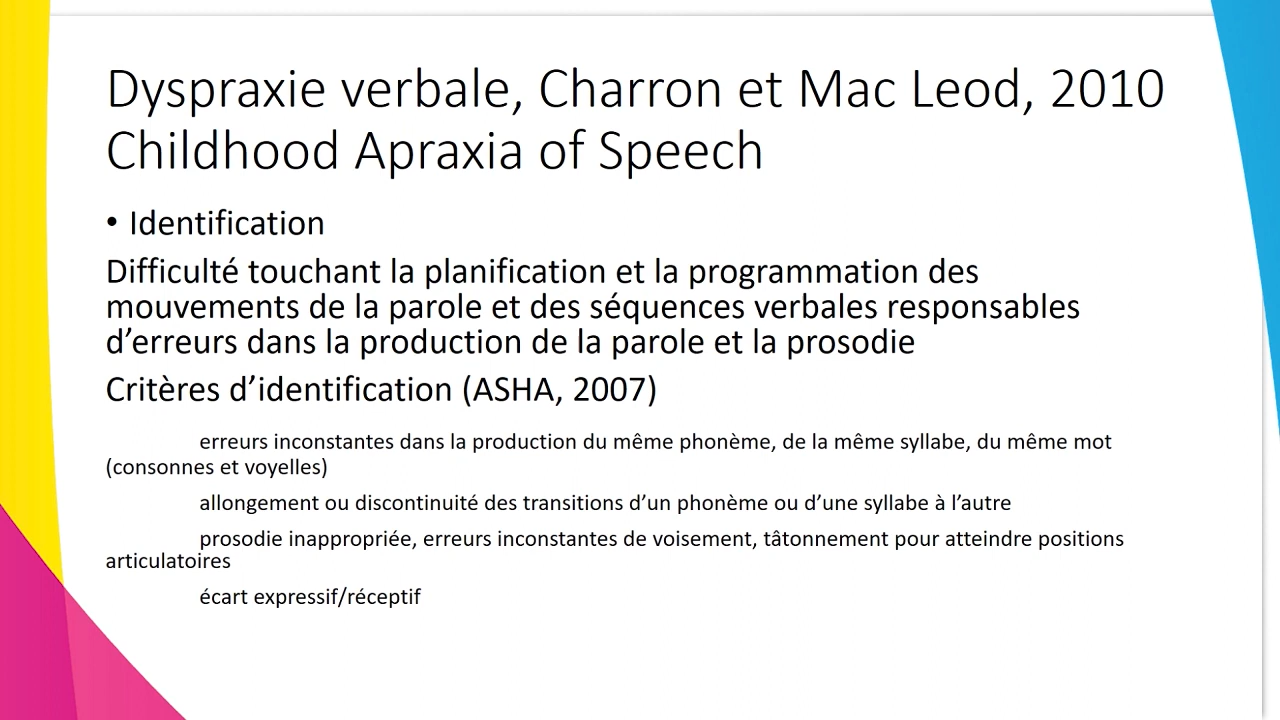 Dyspraxie verbale, Charron et Mac Leod, 2010
Childhood Apraxia of Speech
• Identification
Difficulté touchant la planification et la programmation des
mouvements de la parole et des séquences verbales responsables
d’erreurs dans la production de la parole et la prosodie
Critères d’identification (ASHA, 2007)
erreurs inconstantes dans la production du même phonème, de la même syllabe, du même mot
(consonnes et voyelles)
allongement ou discontinuité des transitions d’un phonème ou d’une syllabe à l’autre
prosodie inappropriée, erreurs inconstantes de voisement, tâtonnement pour atteindre positions
articulatoires
écart expressif/réceptif